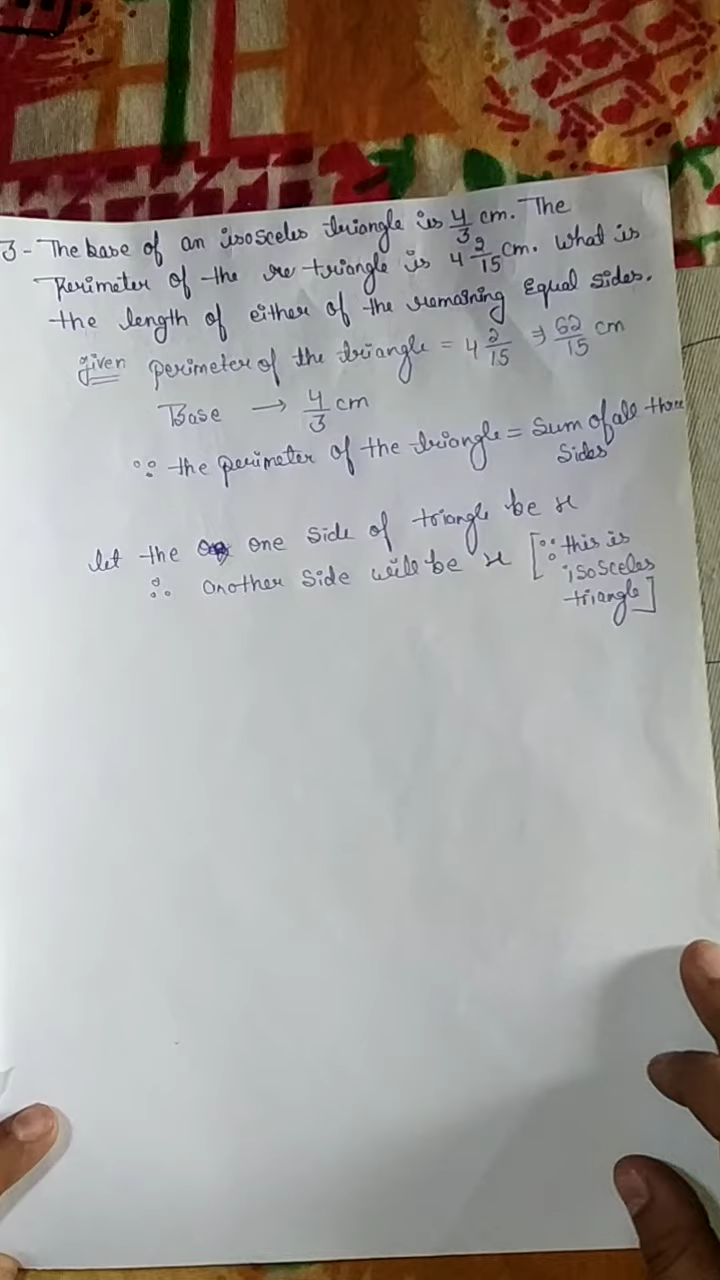 3- The base of an isosceles triangle is 4/3 cm. The
Perimeter of the re triangle is 4 2/15 cm. What is
the length of either of the remaining Equal sides.
given perimeter of the triangle = 4 2/15 ⇒ 62/15 cm
Base → 4/3 cm
∵ the perimeter of the triangle = Sum of all three
Sides
let the one side of triangle be x
∴ another side will be x [∵ this is
isosceles
triangle]